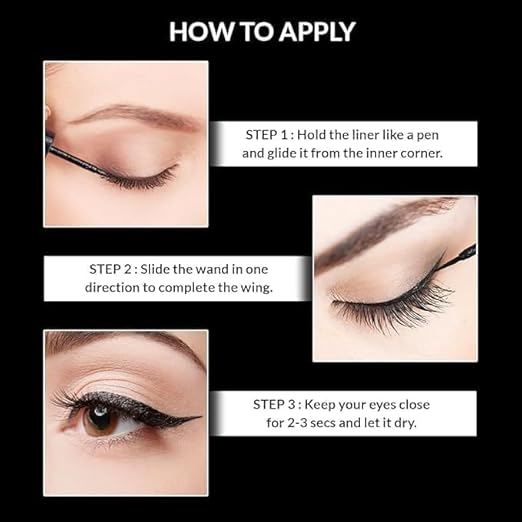 HOW TO APPLY
STEP 1 : Hold the liner like a pen
and glide it from the inner corner.
STEP 2 : Slide the wand in one
direction to complete the wing.
STEP 3 : Keep your eyes close
for 2-3 secs and let it dry.